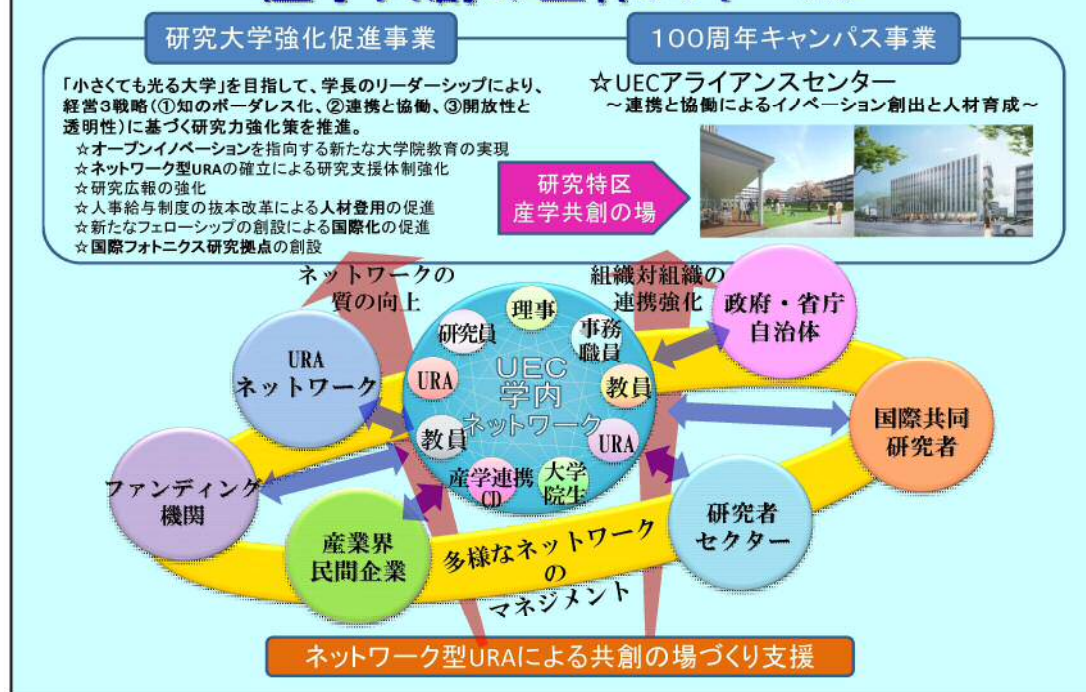 研究大学強化促進事業
100周年キャンパス事業
「小さくても光る大学」を目指して、学長のリーダーシップにより、
経営3戦略(①知のボーダレス化、②連携と協働、③開放性と
透明性)に基づく研究力強化策を推進。
☆オープンイノベーションを指向する新たな大学院教育の実現
☆ネットワーク型URAの確立による研究支援体制強化
☆研究広報の強化
☆人事給与制度の抜本改革による人材登用の促進
☆新たなフェローシップの創設による国際化の促進
☆国際フォトニクス研究拠点の創設
☆UECアライアンスセンター
～連携と協働によるイノベーション創出と人材育成～
研究特区
産学共創の場
ネットワークの
質の向上
組織対組織の
連携強化
政府・省庁
自治体
URA
ネットワーク
理事
研究員
事務
職員
URA
教員
UEC
学内
ネットワーク
教員
URA
産学連携
CD
大学
院生
国際共同
研究者
ファンディング
機関
産業界
民間企業
研究者
セクター
多様なネットワーク
の
マネジメント
ネットワーク型URAによる共創の場づくり支援